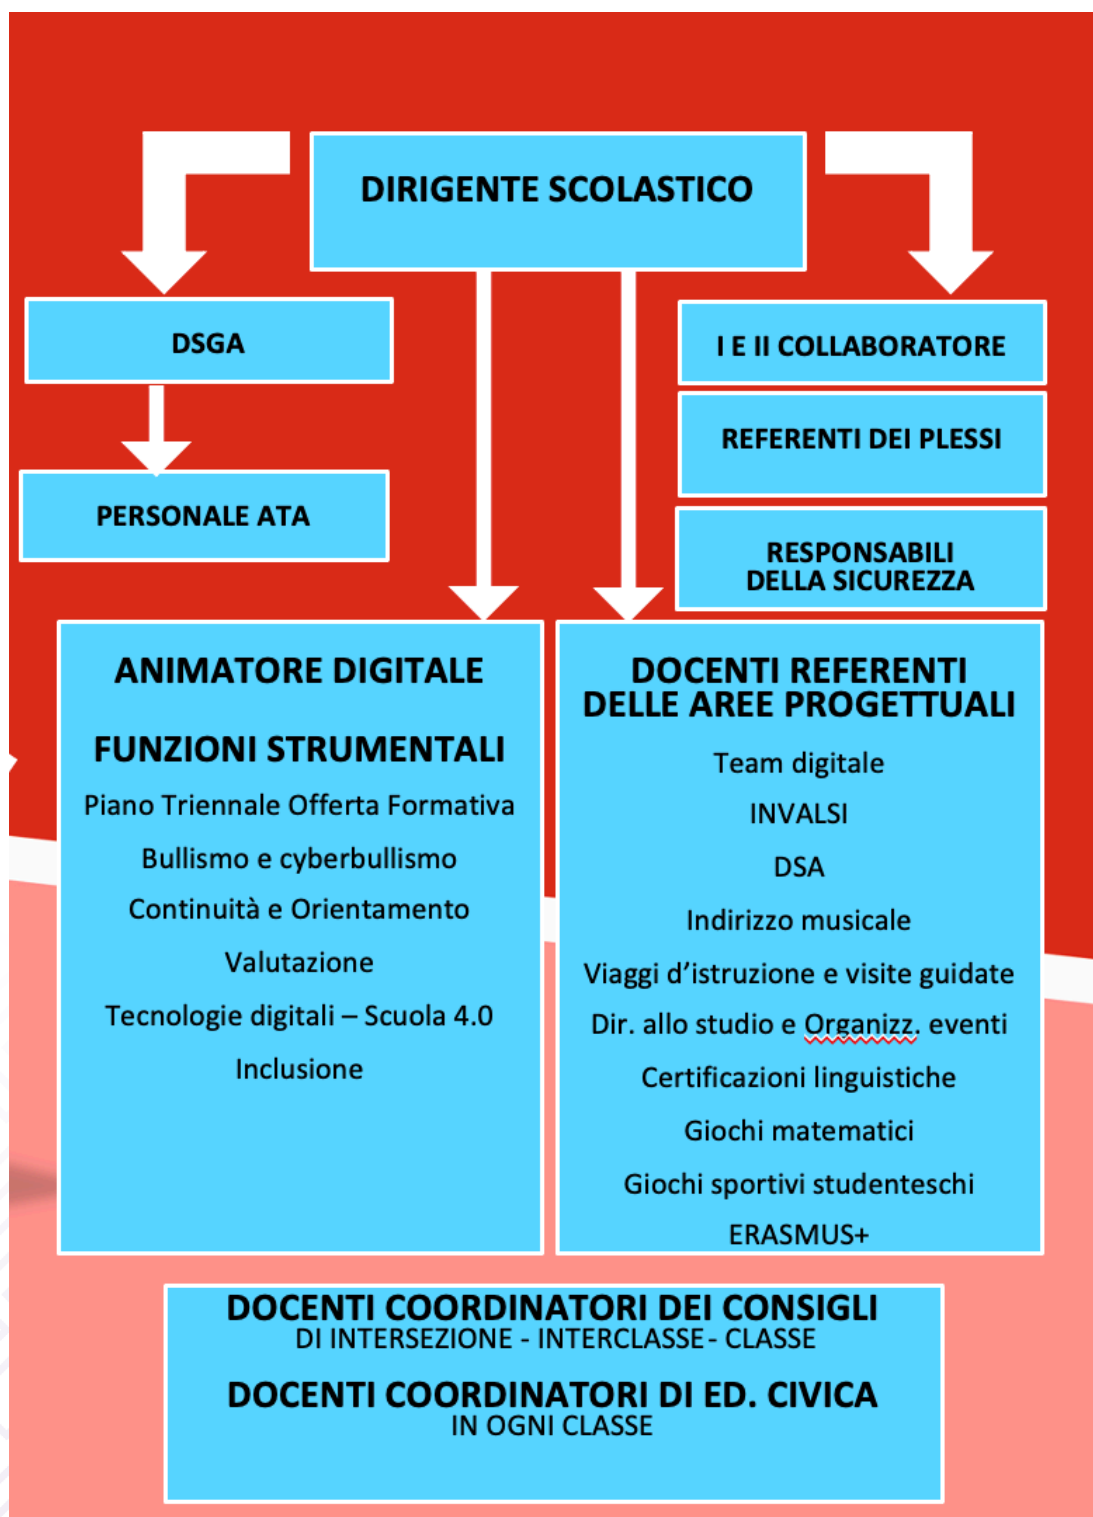 DIRIGENTE SCOLASTICO
DSGA
PERSONALE ATA
I E II COLLABORATORE
REFERENTI DEI PLESSI
RESPONSABILI
DELLA SICUREZZA
ANIMATORE DIGITALE
FUNZIONI STRUMENTALI
Piano Triennale Offerta Formativa
Bullismo e cyberbullismo
Continuità e Orientamento
Valutazione
Tecnologie digitali – Scuola 4.0
Inclusione
DOCENTI REFERENTI
DELLE AREE PROGETTUALI
Team digitale
INVALSI
DSA
Indirizzo musicale
Viaggi d’istruzione e visite guidate
Dir. allo studio e Organizz. eventi
Certificazioni linguistiche
Giochi matematici
Giochi sportivi studenteschi
ERASMUS+
DOCENTI COORDINATORI DEI CONSIGLI
DI INTERSEZIONE - INTERCLASSE - CLASSE
DOCENTI COORDINATORI DI ED. CIVICA
IN OGNI CLASSE